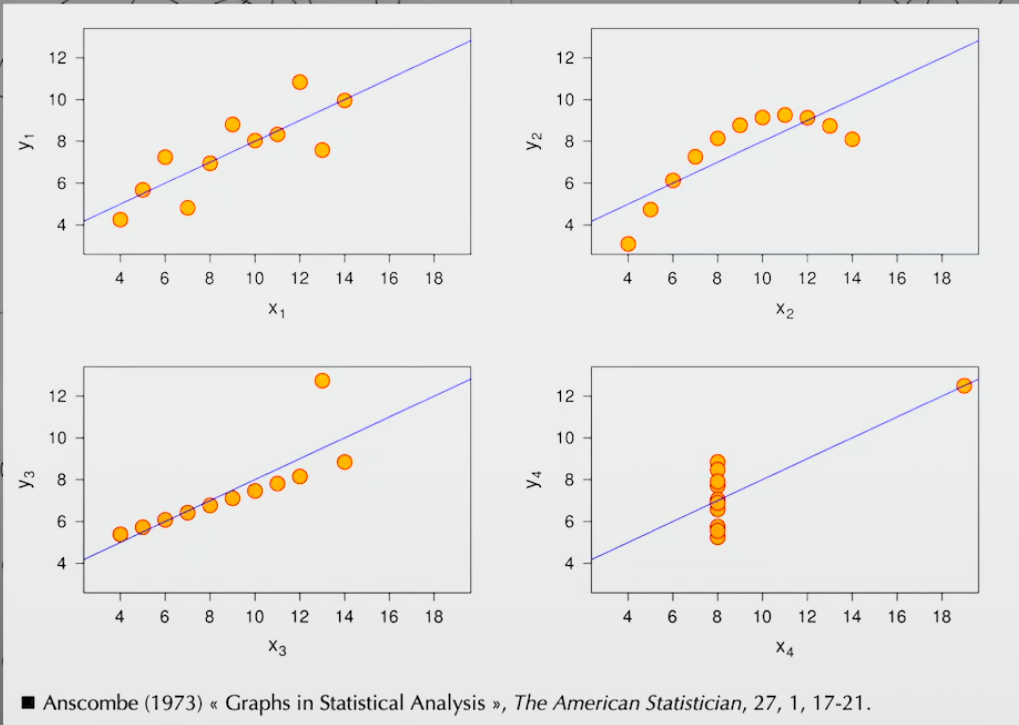 12
10
8
6
4
y1
4 6 8 10 12 14 16 18
x1
12
10
8
6
4
y2
4 6 8 10 12 14 16 18
x2
12
10
8
6
4
y3
4 6 8 10 12 14 16 18
x3
12
10
8
6
4
y4
4 6 8 10 12 14 16 18
x4
■ Anscombe (1973) « Graphs in Statistical Analysis », The American Statistician, 27, 1, 17-21.